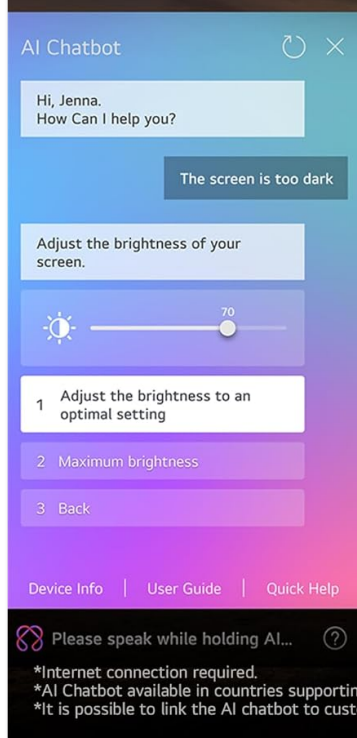 AI Chatbot
Hi, Jenna.
How Can I help you?
The screen is too dark
Adjust the brightness of your
screen.
70
1 Adjust the brightness to an
optimal setting
2 Maximum brightness
3 Back
Device Info | User Guide | Quick Help
Please speak while holding AI... ?
*Internet connection required.
*AI Chatbot available in countries supportin
*It is possible to link the AI chatbot to cust